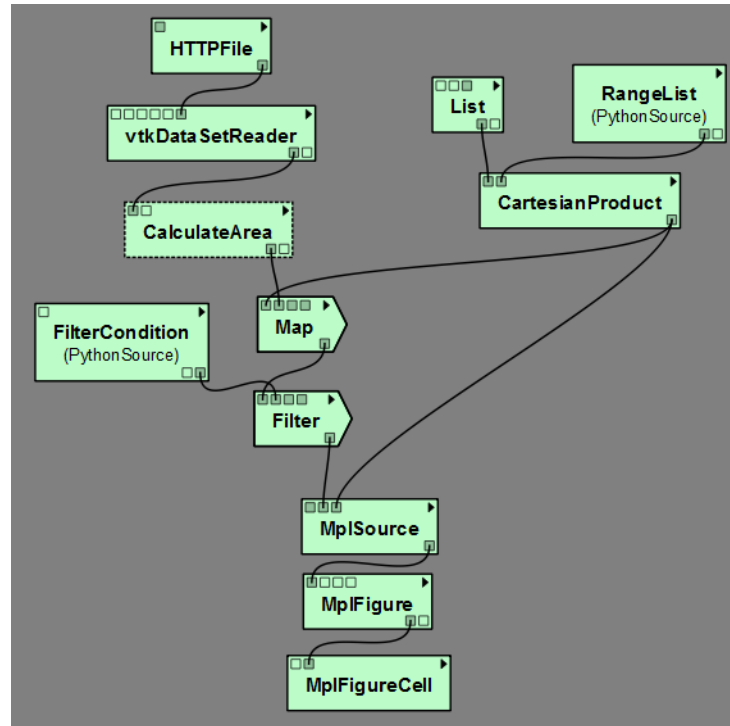 HTTPFile
vtkDataSetReader
List
RangeList
(PythonSource)
CartesianProduct
CalculateArea
Map
FilterCondition
(PythonSource)
Filter
MplSource
MplFigure
MplFigureCell